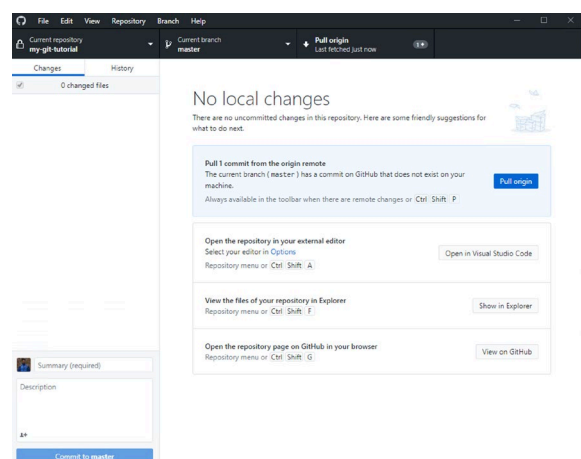 File Edit View Repository Branch Help
Current repository
my-git-tutorial
Current branch
master
Pull origin
Last fetched just now
1
Changes History
0 changed files
No local changes
There are no uncommitted changes in this repository. Here are some friendly suggestions for
what to do next.
Pull 1 commit from the origin remote
The current branch (master) has a commit on GitHub that does not exist on your
machine.
Always available in the toolbar when there are remote changes or Ctrl Shift P
Pull origin
Open the repository in your external editor
Select your editor in Options
Repository menu or Ctrl Shift A
Open in Visual Studio Code
View the files of your repository in Explorer
Repository menu or Ctrl Shift F
Show in Explorer
Open the repository page on GitHub in your browser
Repository menu or Ctrl Shift G
View on GitHub
Summary (required)
Description
Commit to master